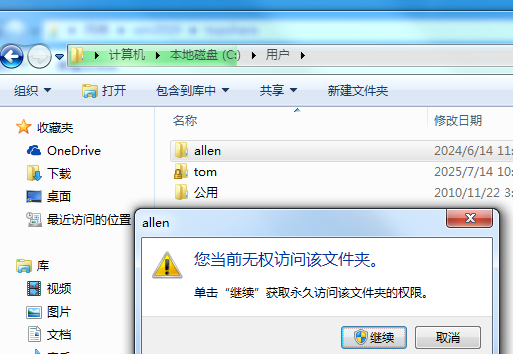 计算机 本地磁盘 (C:) 用户
组织 打开 包含到库中 共享 新建文件夹
收藏夹
OneDrive
下载
桌面
最近访问的位置
库
视频
图片
文档
名称 修改日期
allen 2024/6/14 11:
tom 2025/7/14 10:
公用 2010/11/22 3:
allen
您当前无权访问该文件夹。
单击“继续”获取永久访问该文件夹的权限。
继续 取消